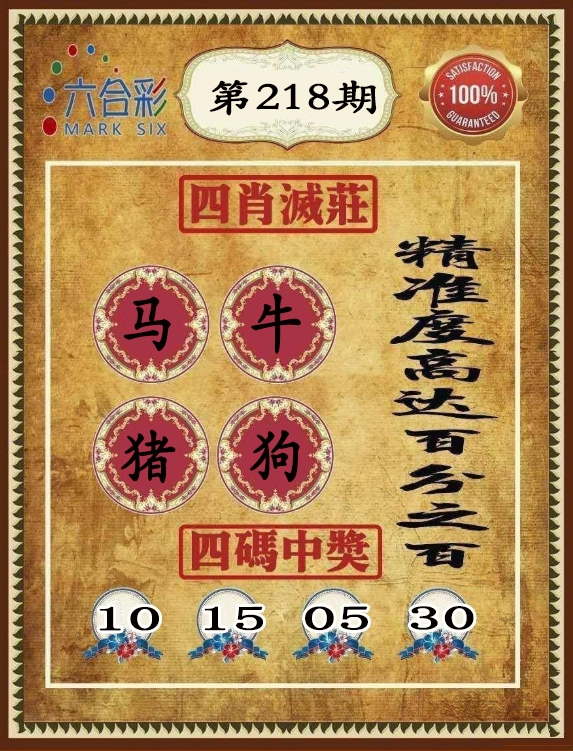 六合彩
MARK SIX
第218期
SATISFACTION
100%
GUARANTEED
四肖滅莊
马
牛
猪
狗
精准度高达百分之百
四碼中獎
10 15 05 30